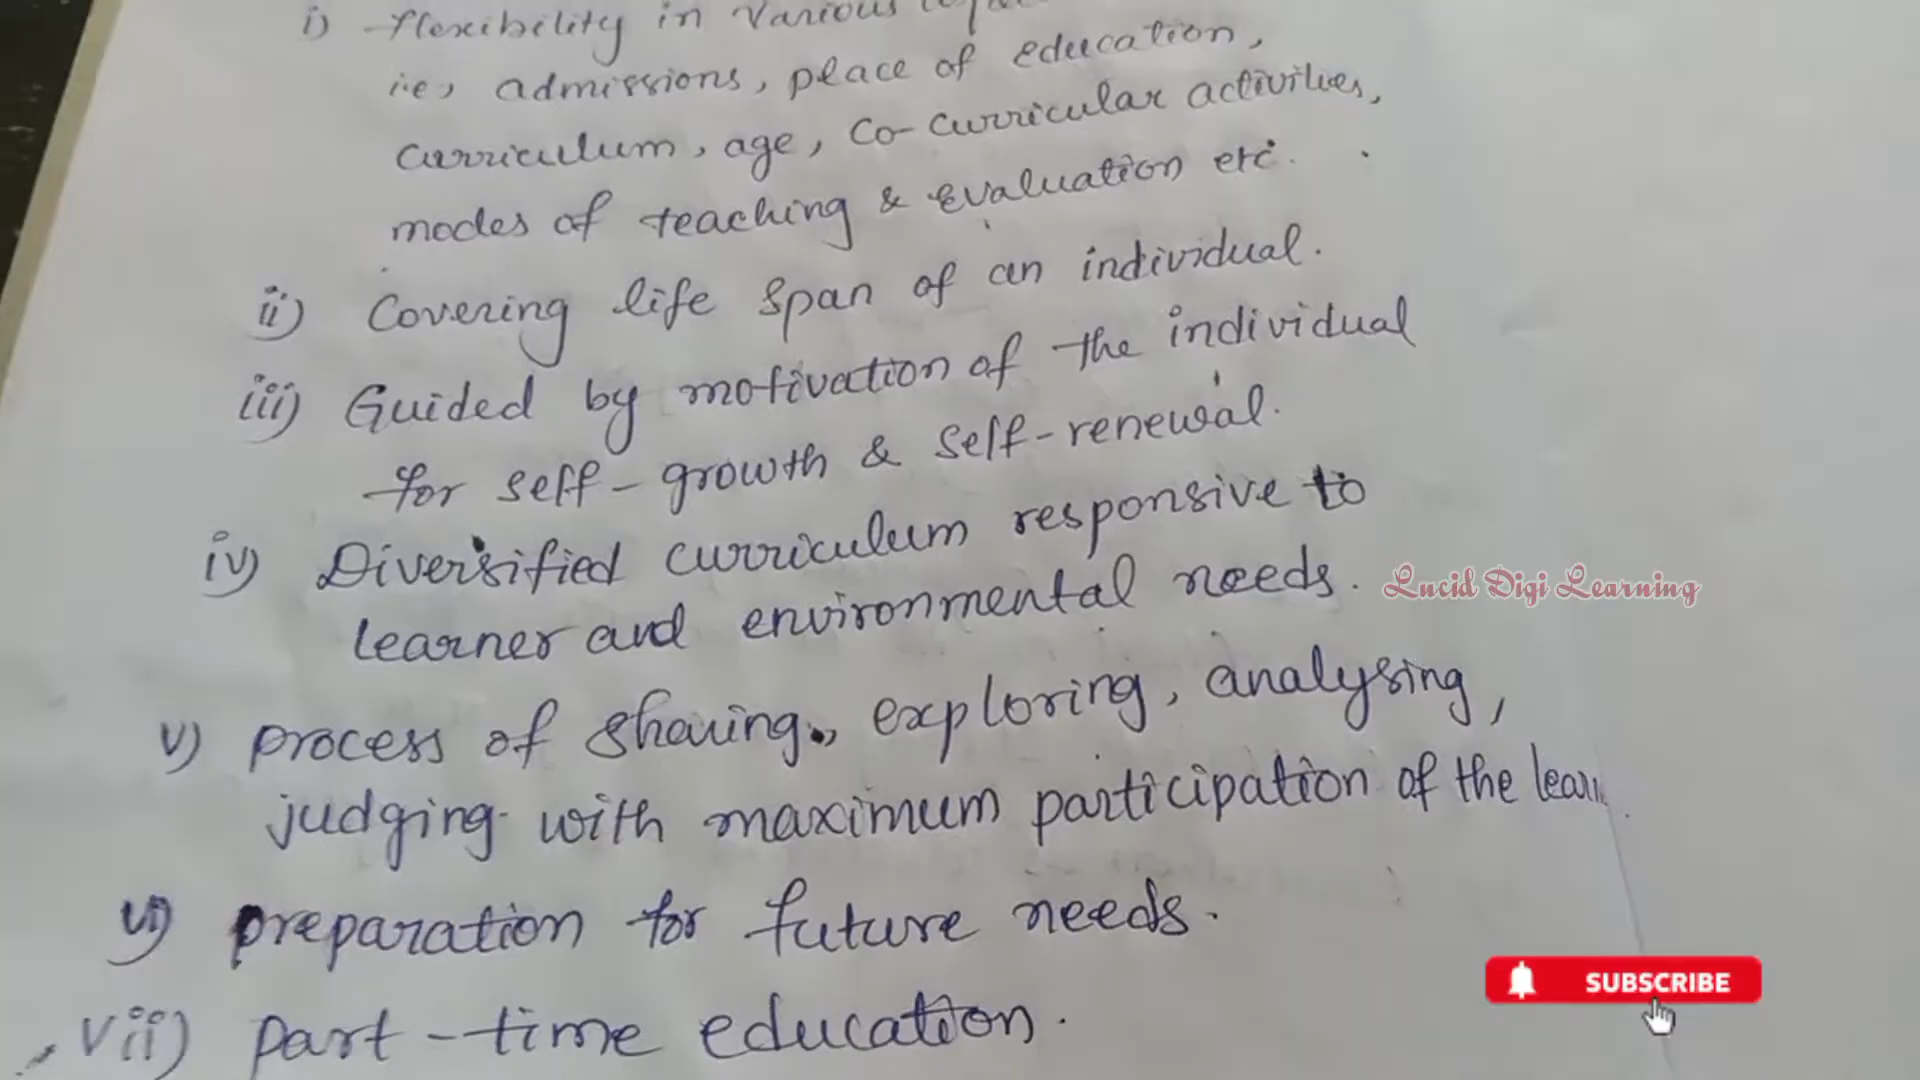 i) flexibility in various
i.e, admissions, place of education,
curriculum, age, co-curricular activities,
modes of teaching & evaluation etc.
ii) Covering life span of an individual.
iii) Guided by motivation of the individual
for self-growth & self-renewal.
iv) Diversified curriculum responsive to
learner and environmental needs.
Lucid Digi Learning
v) process of sharing, exploring, analysing,
judging with maximum participation of the
vi) preparation for future needs.
SUBSCRIBE
vii) part-time education.